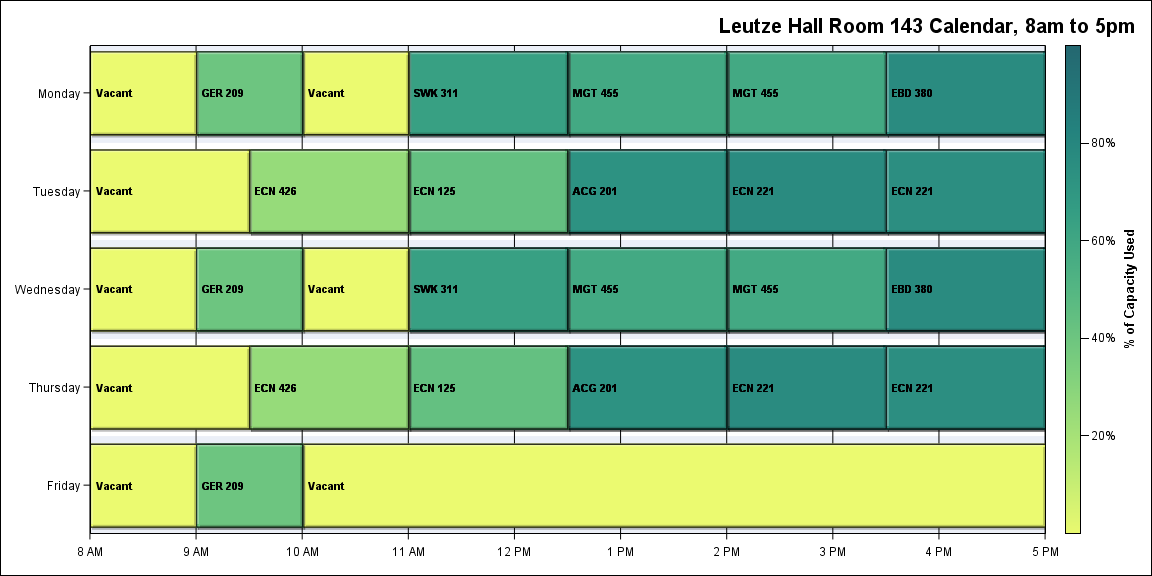 Leutze Hall Room 143 Calendar, 8am to 5pm
Monday
Vacant
GER 209
Vacant
SWK 311
MGT 455
MGT 455
EBD 380
Tuesday
Vacant
ECN 426
ECN 125
ACG 201
ECN 221
ECN 221
Wednesday
Vacant
GER 209
Vacant
SWK 311
MGT 455
MGT 455
EBD 380
Thursday
Vacant
ECN 426
ECN 125
ACG 201
ECN 221
ECN 221
Friday
Vacant
GER 209
Vacant
8 AM
9 AM
10 AM
11 AM
12 PM
1 PM
2 PM
3 PM
4 PM
5 PM
80%
60%
40%
20%
% of Capacity Used